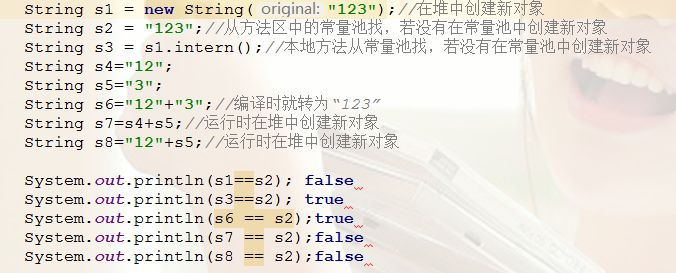 String s1 = new String( original: "123");//在堆中创建新对象
String s2 = "123";//从方法区中的常量池找，若没有在常量池中创建新对象
String s3 = s1.intern();//本地方法从常量池找，若没有在常量池中创建新对象
String s4="12";
String s5="3";
String s6="12"+"3";//编译时就转为“123”
String s7=s4+s5;//运行时在堆中创建新对象
String s8="12"+s5;//运行时在堆中创建新对象
System.out.println(s1==s2); false
System.out.println(s3==s2); true
System.out.println(s6 == s2);true
System.out.println(s7 == s2);false
System.out.println(s8 == s2);false